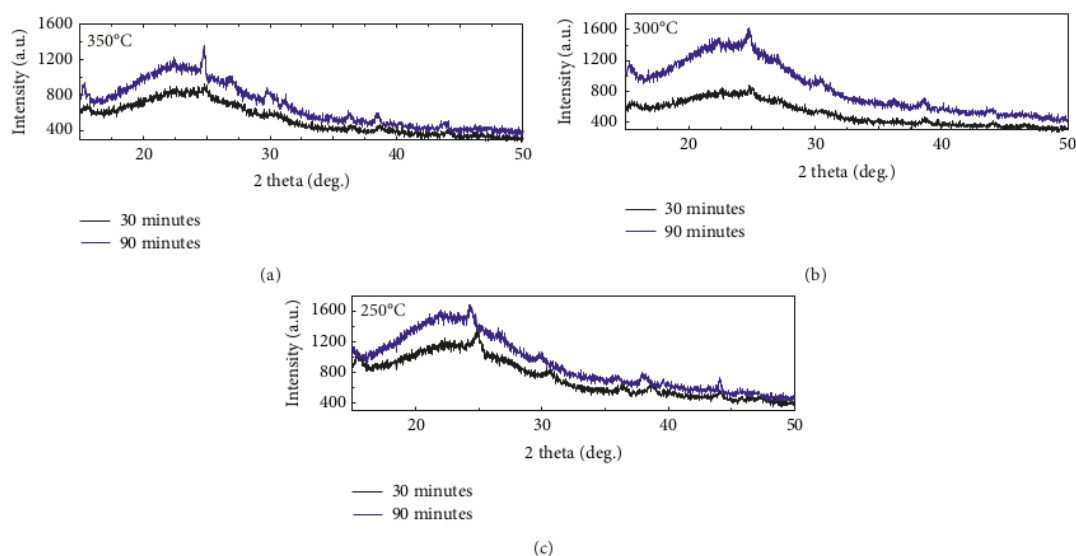 1600
1200
800
400
Intensity (a.u.)
350°C
20
30
40
50
2 theta (deg.)
30 minutes
90 minutes
(a)
1600
1200
800
400
Intensity (a.u.)
300°C
20
30
40
50
2 theta (deg.)
30 minutes
90 minutes
(b)
1600
1200
800
400
Intensity (a.u.)
250°C
20
30
40
50
2 theta (deg.)
30 minutes
90 minutes
(c)